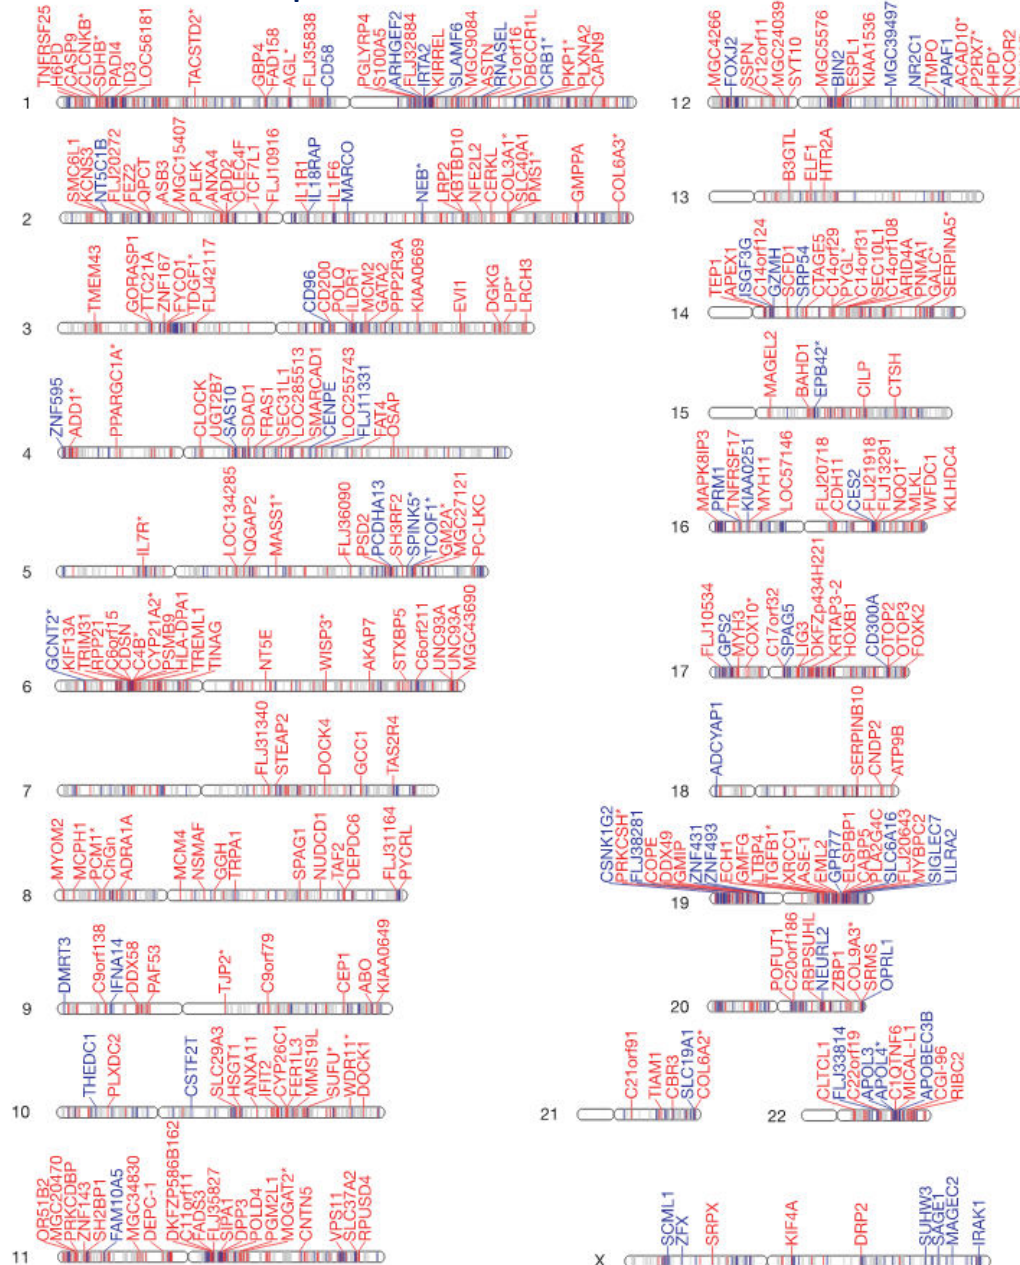 TNFRSF25 H6PD CASP9 CLCNKB* SDHB* PADI4 ID3 LOC56181 TACSTD2* GBP4 FAD158 AGL* FLJ35838 CD58 PGLYRP4 S100A5 ARHGEF2 FLJ32884 IRTA2 KIRREL SLAMF6 MGC9084 ASTN RNASEL C1orf16 DBCCR1L CRB1* PKP1* PLXNA2 CAPN9
1
SMC6L1 KCNS3 NT5C1B FLJ20272 FEZ2 QPCT ASB3 MGC15407 PLEK ANXA4 ADD2 CLEC4F TCF7L1 FLJ10916 IL1R1 IL18RAP IL1F6 MARCO NEB* LRP2 KBTBD10 NFE2L2 CERKL COL3A1* SLC40A1 PMS1* GMPPA COL6A3*
2
TMEM43 GORASP1 TTC21A ZNF167 FYCO1 TDGF1* FLJ42117 CD96 CD200 POLQ ILDR1 MCM2 GATA2 PPP2R3A KIAA0669 EVI1 DGKG LPP* LRCH3
3
ZNF595 ADD1* PPARGC1A* CLOCK UGT2B7 SAS10 SDAD1 FRAS1 SEC31L1 LOC285513 SMARCAD1 CENPE LOC255743 FLJ11331 FAT4 OSAP
4
IL7R* LOC134285 IQGAP2 MASS1* FLJ36090 PSD2 PCDHA13 SH3RF2 SPINK5* TCOF1* GM2A* MGC27121 PC-LKC
5
GCNT2* KIF13A TRIM31 RPP21 C6orf15 CDSN C4B* CYP21A2* PSMB9 HLA-DPA1 TREML1 TINAG NT5E WISP3* AKAP7 STXBP5 C6orf211 UNC93A UNC93A MGC43690
6
FLJ31340 STEAP2 DOCK4 GCC1 TAS2R4
7
MYOM2 MCPH1 PCM1* ChGn ADRA1A MCM4 NSMAF GGH TRPA1 SPAG1 NUDCD1 TAF2 DEPDC6 FLJ31164 PYCRL
8
DMRT3 C9orf138 IFNA14 DDX58 PAF53 TJP2* C9orf79 CEP1 ABO KIAA0649
9
THEDC1 PLXDC2 CSTF2T SLC29A3 HSGT1 ANXA11 IFIT2 CYP26C1 FER1L3 MMS19L SUFU* WDR11* DOCK1
10
OR51B2 MGC20470 PRKCDBP ZNF143 SH2BP1 FAM10A5 MGC34830 DEPC-1 DKFZP586B162 C11orf11 FADS3 FLJ35827 SIPA1 DPP3 POLD4 PGM2L1 MOGAT2* CNTN5 VPS11 SLC37A2 RPUSD4
11
MGC4266 FOXJ2 SSPN C12orf11 MGC24039 SYT10 MGC5576 BIN2 ESPL1 KIAA1536 MGC39497 NR2C1 TMPO APAF1 ACAD10* P2RX7* HPD* NCOR2
12
B3GTL ELF1 HTR2A
13
TEP1 APEX1 ISGF3G C14orf124 GZMH SCFD1 SRP54 CTAGE5 C14orf29 PYGL* C14orf31 SEC10L1 C14orf108 ARID4A PNMA1 GALC* SERPINA5*
14
MAGEL2 BAHD1 EPB42* CILP CTSH
15
MAPK8IP3 PRM1 TNFRSF17 KIAA0251 MYH11 LOC57146 FLJ20718 CDH11 CES2 FLJ21918 FLJ13291 NQO1* MLKL WFDC1 KLHDC4
16
FLJ10534 GPS2 MYH3 COX10* C17orf32 SPAG5 LIG3 DKFZp434H221 KRTAP3-2 HOXB1 CD300A OTOP2 OTOP3 FOXK2
17
ADCYAP1 SERPINB10 CNDP2 ATP9B
18
CSNK1G2 PRKCSH* FLJ38281 COPE DDX49 GMIP ZNF431 ZNF493 ECH1 GMFG LTBP4 TGFB1* XRCC1 ASE-1 EML2 GPR77 ELSPBP1 CABP5 PLA2G4C SLC6A16 FLJ20643 MYBPC2 SIGLEC7 LILRA2
19
POFUT1 C20orf186 RBPSUHL NEURL2 ZBP1 COL9A3* SRMS OPRL1
20
C21orf91 TIAM1 CBR3 SLC19A1 COL6A2*
21
CLTCL1 FLJ33814 C22orf19 APOL3 APOL4* C1QTNF6 MICAL-L1 APOBEC3B CGI-96 RIBC2
22
SCML1 ZFX SRPX KIF4A DRP2 SUHW3 SAGE1 MAGEC2 IRAK1
X